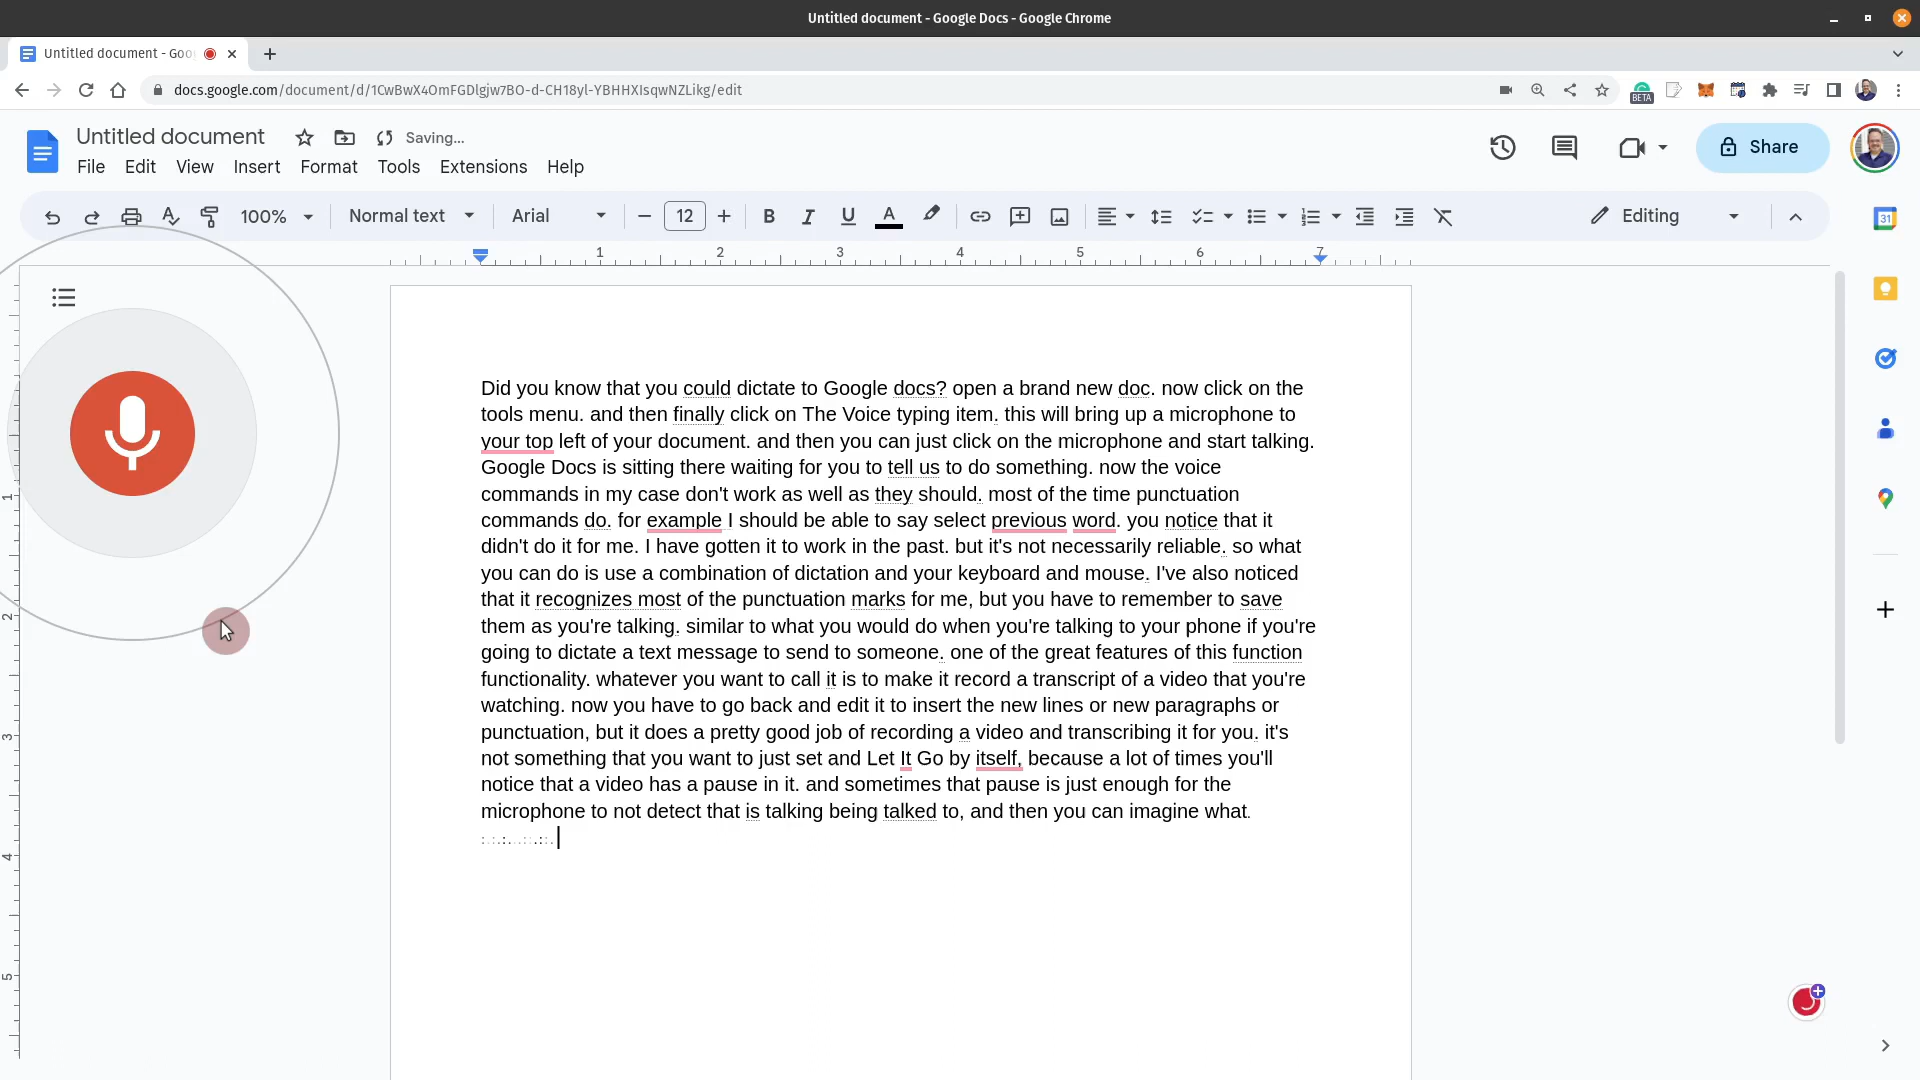 Untitled document - Google Docs - Google Chrome
Untitled document - Goo
docs.google.com/document/d/1CwBwX4OmFGDlgjw7BO-d-CH18yl-YBHHXIsqwNZLikg/edit
BETA
Untitled document
Saving...
File Edit View Insert Format Tools Extensions Help
Share
100% Normal text Arial 12 Editing
31
1 2 3 4 5 6 7
Did you know that you could dictate to Google docs? open a brand new doc. now click on the
tools menu. and then finally click on The Voice typing item. this will bring up a microphone to
your top left of your document. and then you can just click on the microphone and start talking.
Google Docs is sitting there waiting for you to tell us to do something. now the voice
commands in my case don't work as well as they should. most of the time punctuation
commands do. for example I should be able to say select previous word. you notice that it
didn't do it for me. I have gotten it to work in the past. but it's not necessarily reliable. so what
you can do is use a combination of dictation and your keyboard and mouse. I've also noticed
that it recognizes most of the punctuation marks for me, but you have to remember to save
them as you're talking. similar to what you would do when you're talking to your phone if you're
going to dictate a text message to send to someone. one of the great features of this function
functionality. whatever you want to call it is to make it record a transcript of a video that you're
watching. now you have to go back and edit it to insert the new lines or new paragraphs or
punctuation, but it does a pretty good job of recording a video and transcribing it for you. it's
not something that you want to just set and Let It Go by itself, because a lot of times you'll
notice that a video has a pause in it. and sometimes that pause is just enough for the
microphone to not detect that is talking being talked to, and then you can imagine what.
1
2
3
4
5